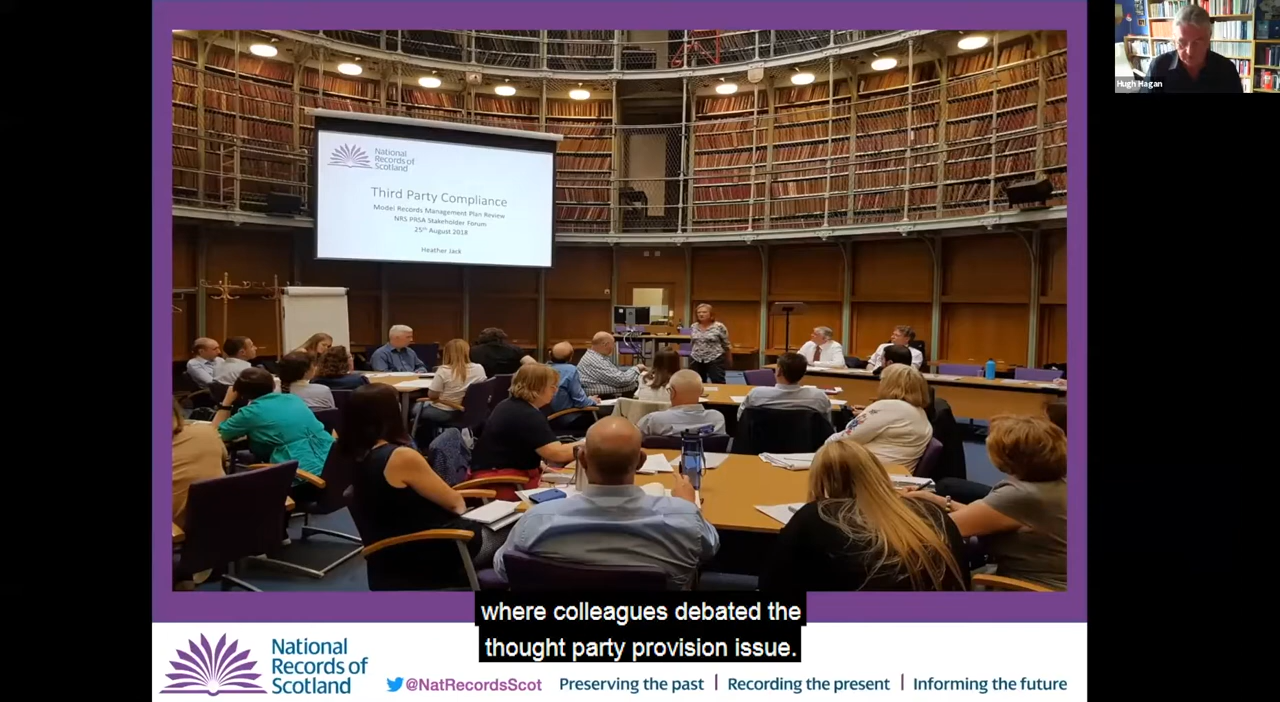 National
Records of
Scotland
Third Party Compliance
Model Records Management Plan Review
NRS PRSA Stakeholder Forum
25th August 2018
Heather Jack
Hugh Hagan
where colleagues debated the
thought party provision issue.
National
Records of
Scotland
@NatRecordsScot
Preserving the past | Recording the present | Informing the future